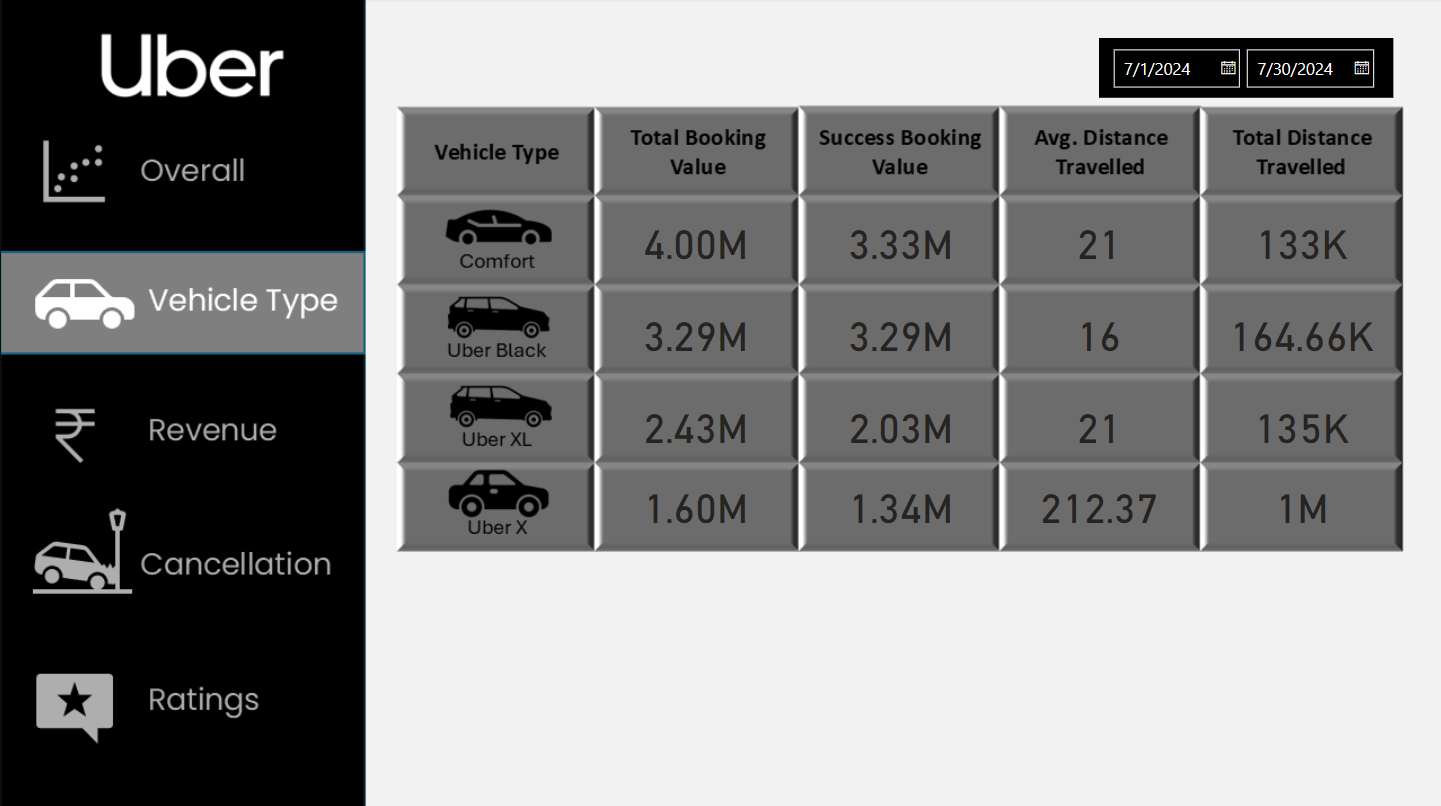 Uber
Overall
Vehicle Type
Revenue
Cancellation
Ratings
7/1/2024 7/30/2024
Vehicle Type Total Booking Value Success Booking Value Avg. Distance Travelled Total Distance Travelled
Comfort 4.00M 3.33M 21 133K
Uber Black 3.29M 3.29M 16 164.66K
Uber XL 2.43M 2.03M 21 135K
Uber X 1.60M 1.34M 212.37 1M